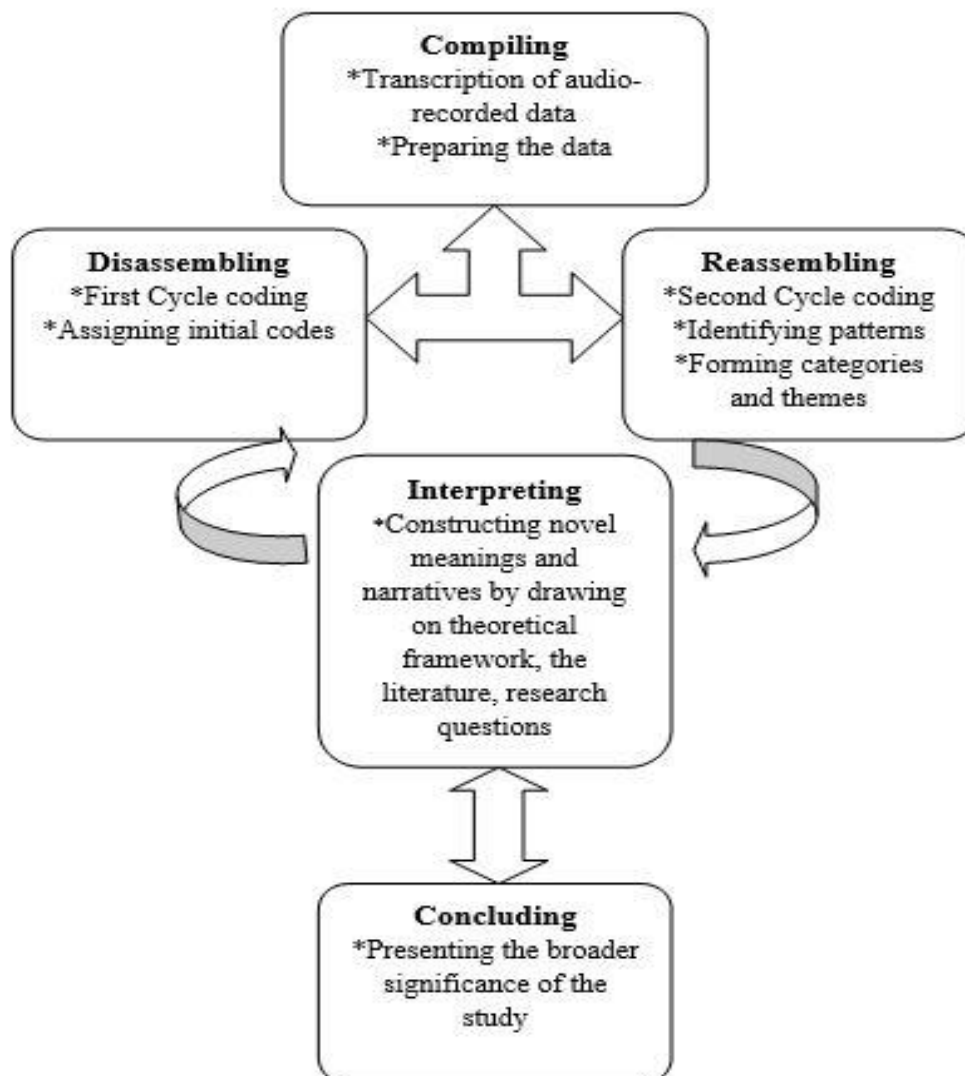 Compiling
*Transcription of audio-
recorded data
*Preparing the data
Disassembling
*First Cycle coding
*Assigning initial codes
Reassembling
*Second Cycle coding
*Identifying patterns
*Forming categories
and themes
Interpreting
*Constructing novel
meanings and
narratives by drawing
on theoretical
framework, the
literature, research
questions
Concluding
*Presenting the broader
significance of the
study